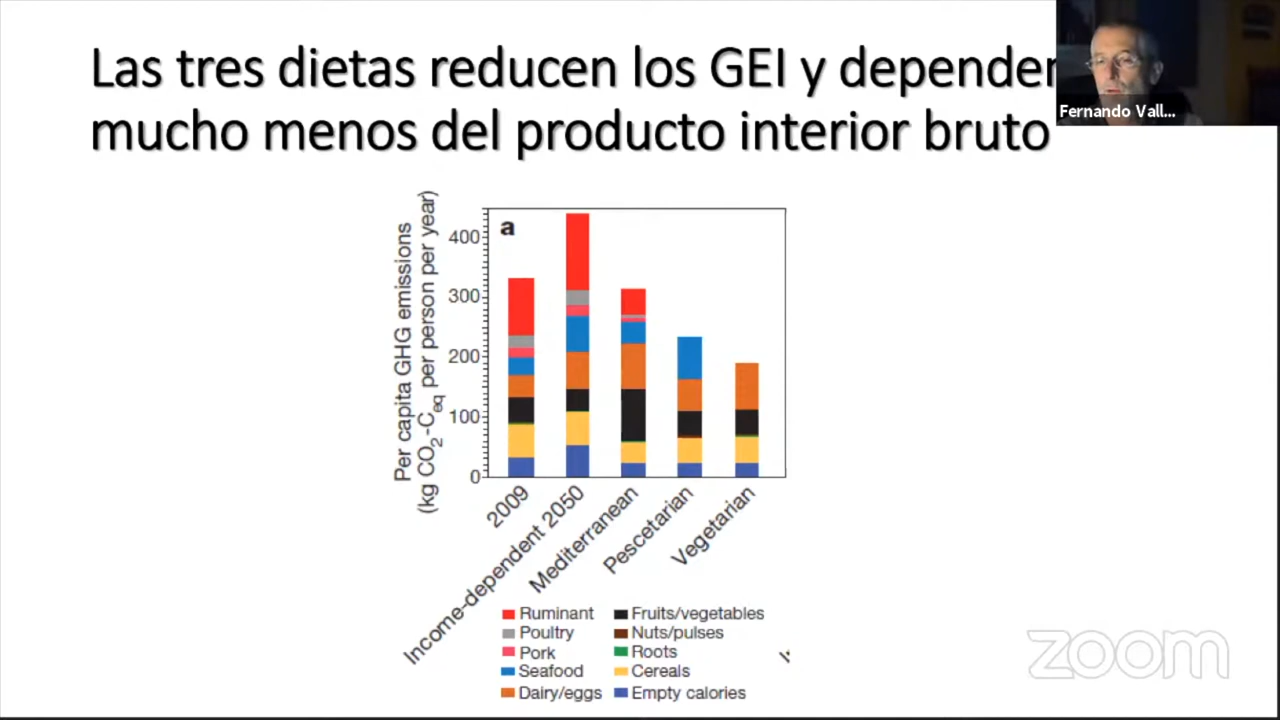 Las tres dietas reducen los GEI y dependen
mucho menos del producto interior bruto
Fernando Vall...
a
Per capita GHG emissions
(kg CO2-Ceq per person per year)
400
300
200
100
0
2009
Income-dependent 2050
Mediterranean
Pescetarian
Vegetarian
Ruminant
Poultry
Pork
Seafood
Dairy/eggs
Fruits/vegetables
Nuts/pulses
Roots
Cereals
Empty calories
zoom